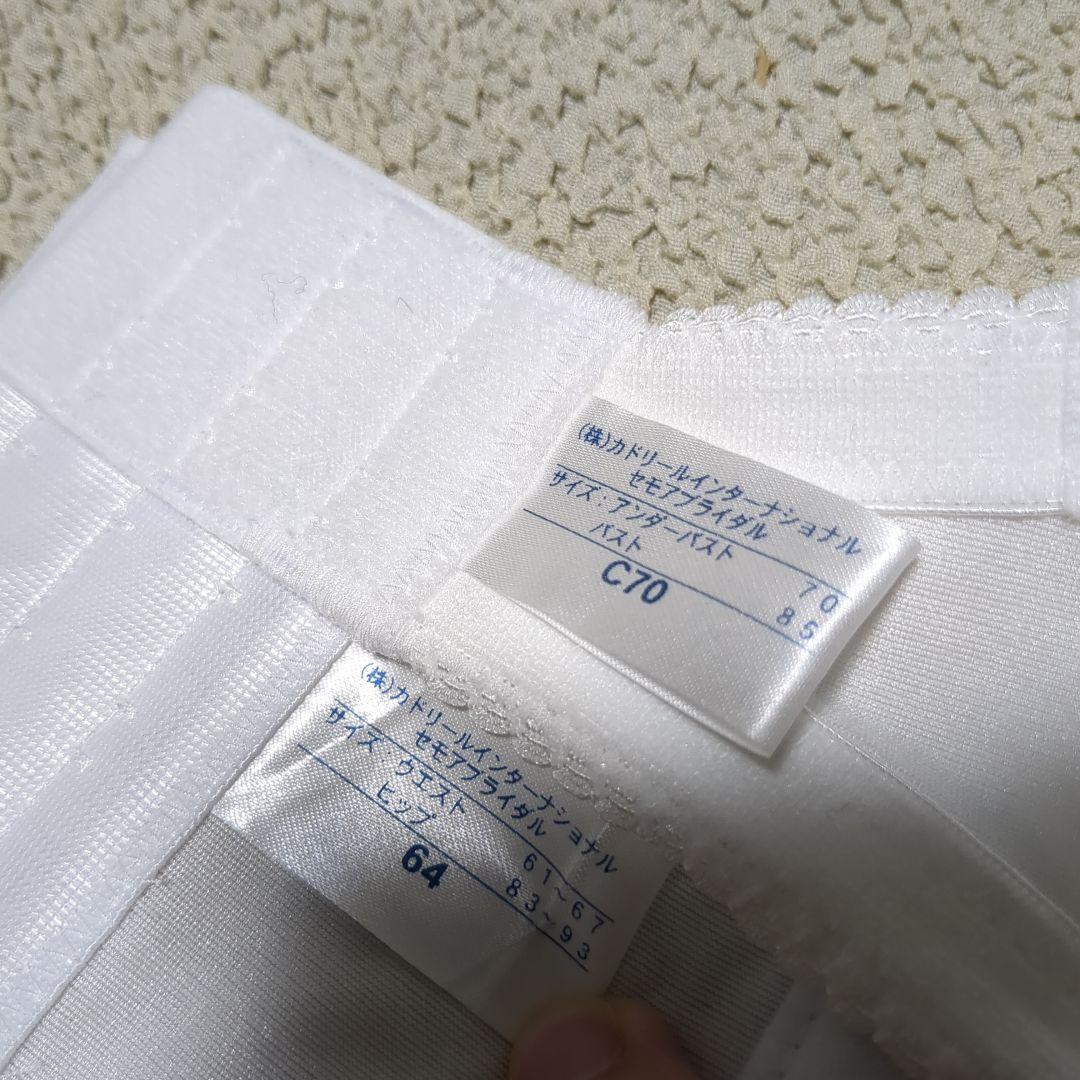 (株)カドリールインターナショナル
セモアブライダル
サイズ：アンダーバスト 70
バスト 85
C70
(株)カドリールインターナショナル
セモアブライダル
サイズ：ウエスト 61~67
ヒップ 83~93
64